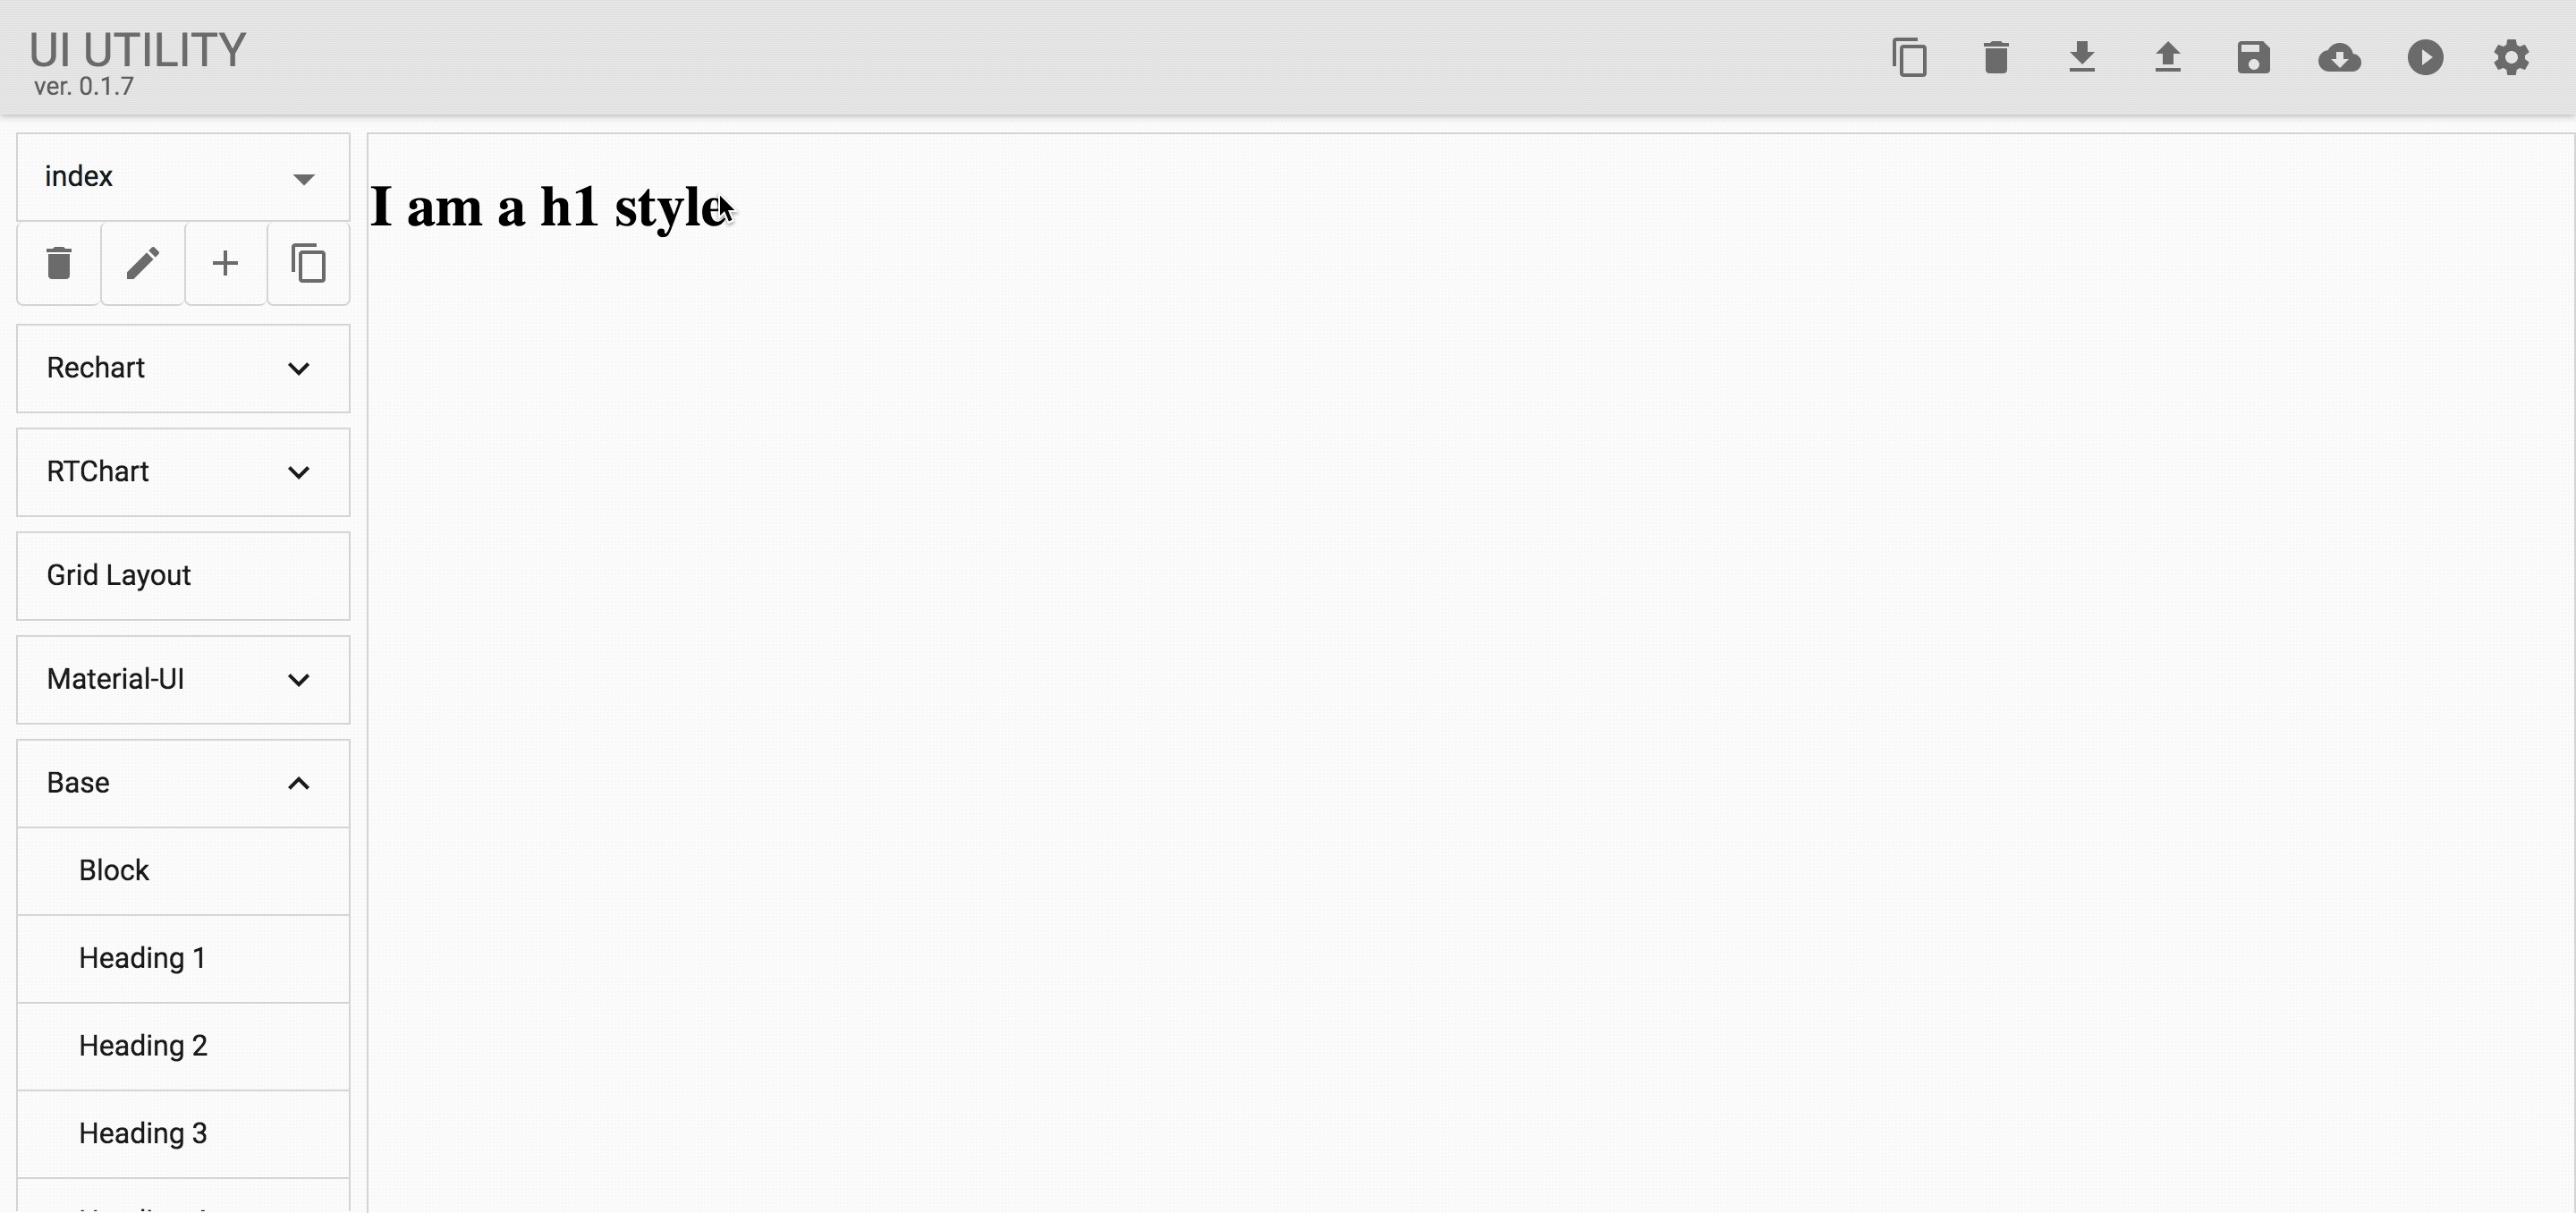 UI UTILITY
ver. 0.1.7
index
I am a h1 style
Rechart
RTChart
Grid Layout
Material-UI
Base
Block
Heading 1
Heading 2
Heading 3